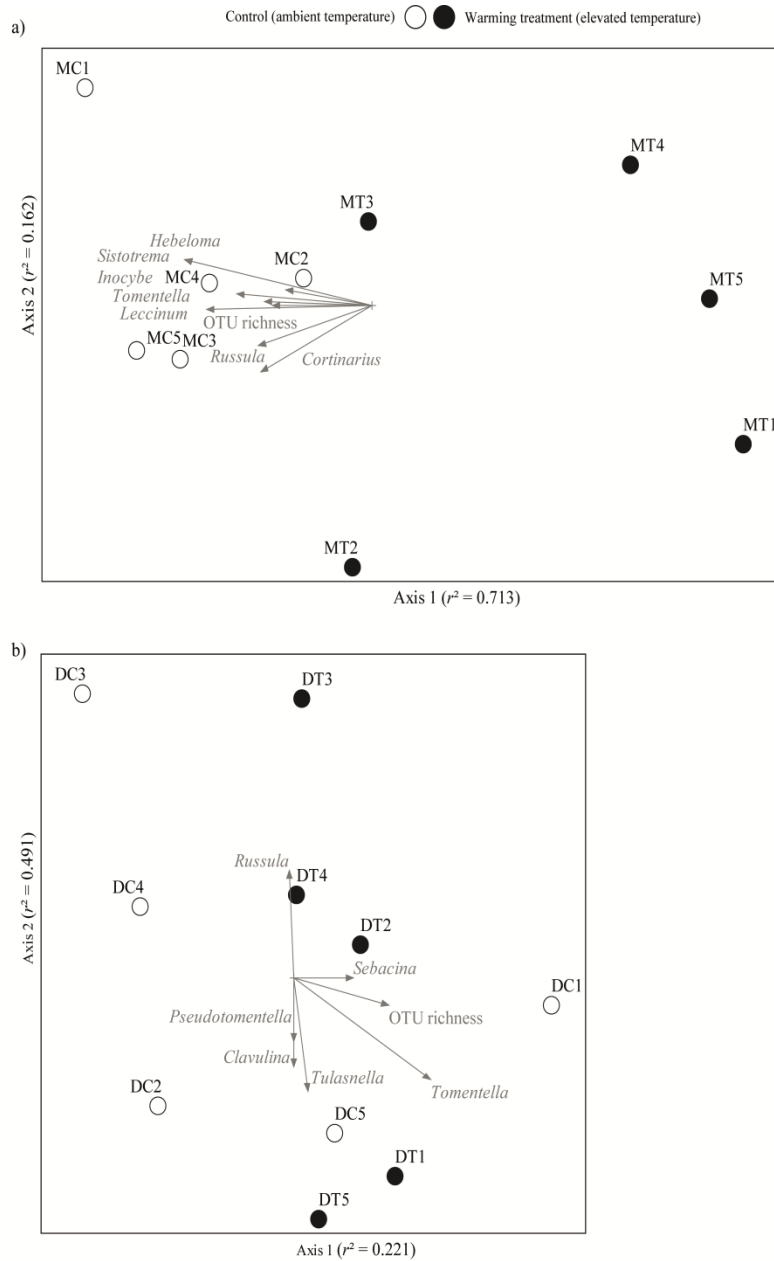 Control (ambient temperature) Warming treatment (elevated temperature)
a)
MC1
MT4
MT3
Hebeloma
Sistotrema
MC2
Inocybe
MC4
Tomentella
MT5
Leccinum
OTU richness
MC5
MC3
Russula
Cortinarius
MT1
MT2
Axis 2 (r² = 0.162)
Axis 1 (r² = 0.713)
b)
DC3
DT3
Russula
DT4
DC4
DT2
Sebacina
DC1
Pseudotomentella
OTU richness
Clavulina
Tulasnella
Tomentella
DC2
DC5
DT1
DT5
Axis 2 (r² = 0.491)
Axis 1 (r² = 0.221)